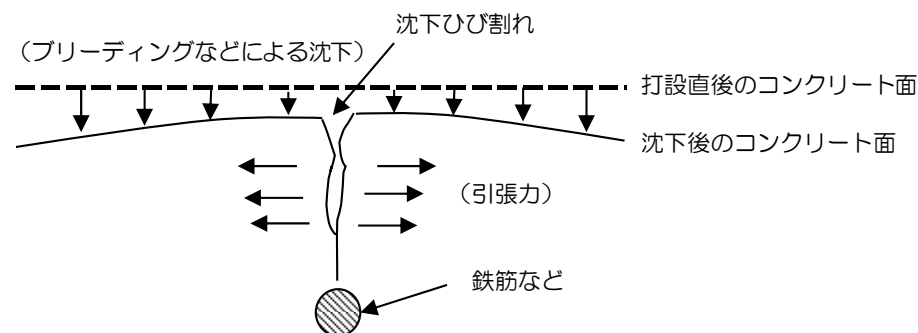 沈下ひび割れ
（ブリーディングなどによる沈下）
打設直後のコンクリート面
沈下後のコンクリート面
（引張力）
鉄筋など